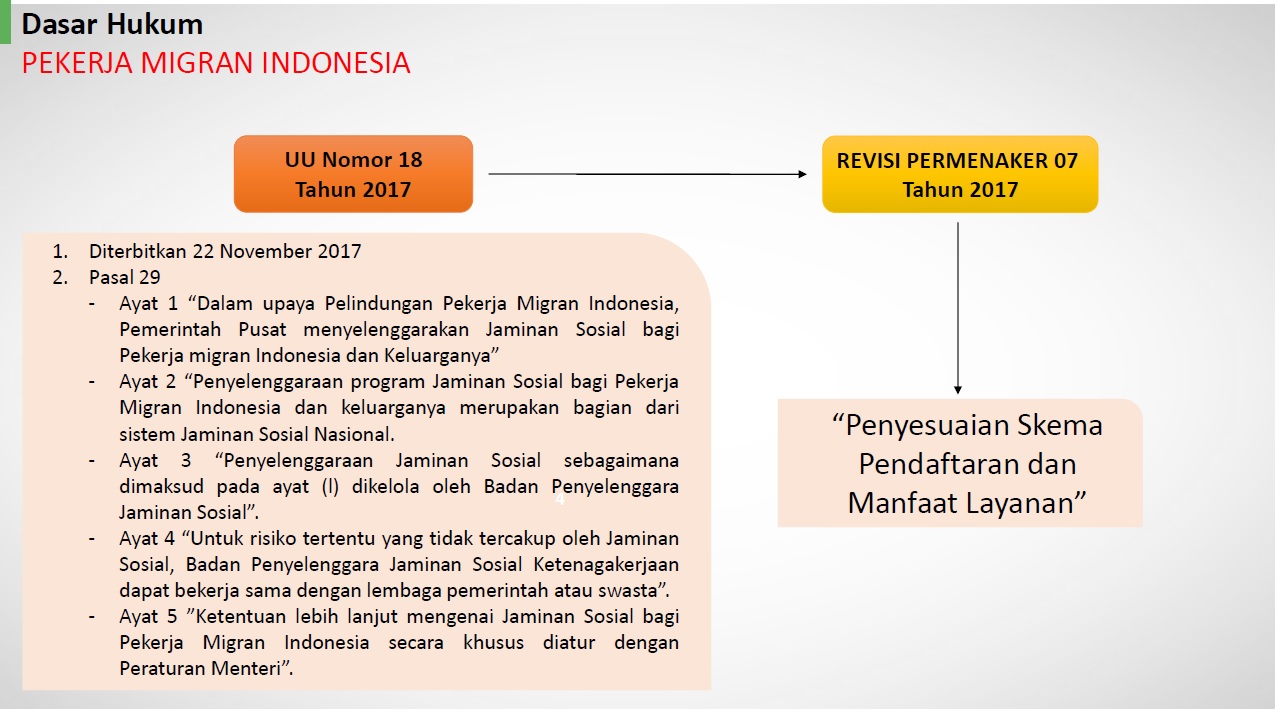 Dasar Hukum
PEKERJA MIGRAN INDONESIA
UU Nomor 18
Tahun 2017
REVISI PERMENAKER 07
Tahun 2017
1. Diterbitkan 22 November 2017
2. Pasal 29
- Ayat 1 “Dalam upaya Pelindungan Pekerja Migran Indonesia,
Pemerintah Pusat menyelenggarakan Jaminan Sosial bagi
Pekerja migran Indonesia dan Keluarganya”
- Ayat 2 “Penyelenggaraan program Jaminan Sosial bagi Pekerja
Migran Indonesia dan keluarganya merupakan bagian dari
sistem Jaminan Sosial Nasional.
- Ayat 3 “Penyelenggaraan Jaminan Sosial sebagaimana
dimaksud pada ayat (l) dikelola oleh Badan Penyelenggara
Jaminan Sosial”.
- Ayat 4 “Untuk risiko tertentu yang tidak tercakup oleh Jaminan
Sosial, Badan Penyelenggara Jaminan Sosial Ketenagakerjaan
dapat bekerja sama dengan lembaga pemerintah atau swasta”.
- Ayat 5 ”Ketentuan lebih lanjut mengenai Jaminan Sosial bagi
Pekerja Migran Indonesia secara khusus diatur dengan
Peraturan Menteri”.
4
“Penyesuaian Skema
Pendaftaran dan
Manfaat Layanan”